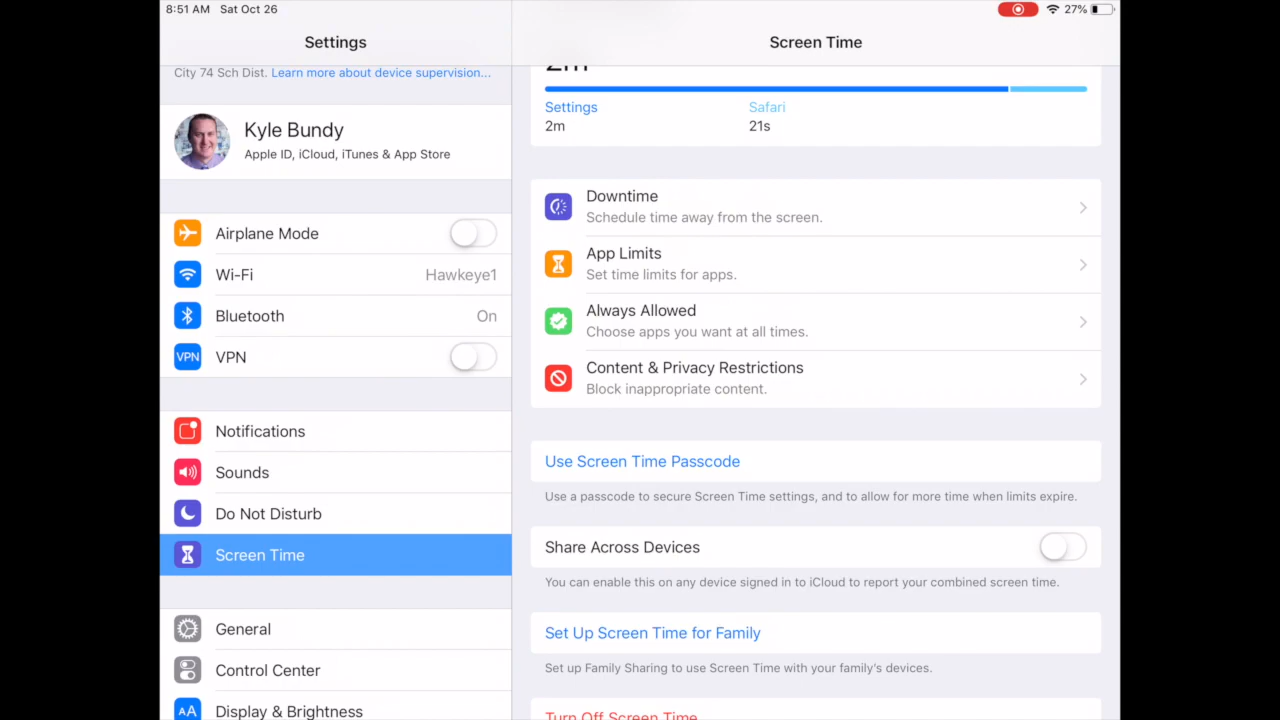 8:51 AM Sat Oct 26
27%
Settings
City 74 Sch Dist. Learn more about device supervision...
Kyle Bundy
Apple ID, iCloud, iTunes & App Store
Airplane Mode
Wi-Fi Hawkeye1
Bluetooth On
VPN VPN
Notifications
Sounds
Do Not Disturb
Screen Time
General
Control Center
AA Display & Brightness
Screen Time
2m
Settings Safari
2m 21s
Downtime
Schedule time away from the screen.
App Limits
Set time limits for apps.
Always Allowed
Choose apps you want at all times.
Content & Privacy Restrictions
Block inappropriate content.
Use Screen Time Passcode
Use a passcode to secure Screen Time settings, and to allow for more time when limits expire.
Share Across Devices
You can enable this on any device signed in to iCloud to report your combined screen time.
Set Up Screen Time for Family
Set up Family Sharing to use Screen Time with your family's devices.
Turn Off Screen Time